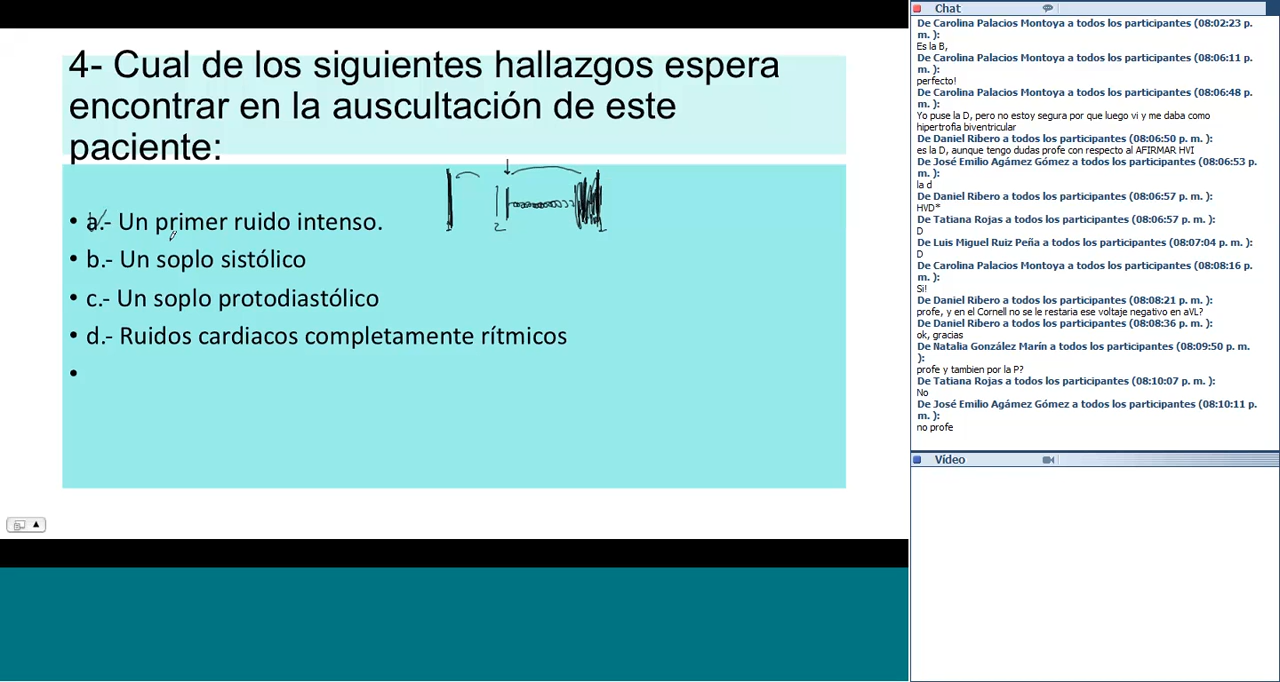 4- Cual de los siguientes hallazgos espera
encontrar en la auscultación de este
paciente:
• a.- Un primer ruido intenso.
• b.- Un soplo sistólico
• c.- Un soplo protodiastólico
• d.- Ruidos cardiacos completamente rítmicos
•
1 2 1
Chat
De Carolina Palacios Montoya a todos los participantes (08:02:23 p.
m. ):
Es la B,
De Carolina Palacios Montoya a todos los participantes (08:06:11 p.
m. ):
perfecto!
De Carolina Palacios Montoya a todos los participantes (08:06:48 p.
m. ):
Yo puse la D, pero no estoy segura por que luego vi y me daba como
hipertrofia biventricular
De Daniel Ribero a todos los participantes (08:06:50 p. m. ):
es la D, aunque tengo dudas profe con respecto al AFIRMAR HVI
De José Emilio Agámez Gómez a todos los participantes (08:06:53 p.
m. ):
la d
De Daniel Ribero a todos los participantes (08:06:57 p. m. ):
HVD*
De Tatiana Rojas a todos los participantes (08:06:57 p. m. ):
D
De Luis Miguel Ruiz Peña a todos los participantes (08:07:04 p. m. ):
D
De Carolina Palacios Montoya a todos los participantes (08:08:16 p.
m. ):
Si!
De Daniel Ribero a todos los participantes (08:08:21 p. m. ):
profe, y en el Cornell no se le restaria ese voltaje negativo en aVL?
De Daniel Ribero a todos los participantes (08:08:36 p. m. ):
ok, gracias
De Natalia González Marín a todos los participantes (08:09:50 p. m.
):
profe y tambien por la P?
De Tatiana Rojas a todos los participantes (08:10:07 p. m. ):
No
De José Emilio Agámez Gómez a todos los participantes (08:10:11 p.
m. ):
no profe
Vídeo